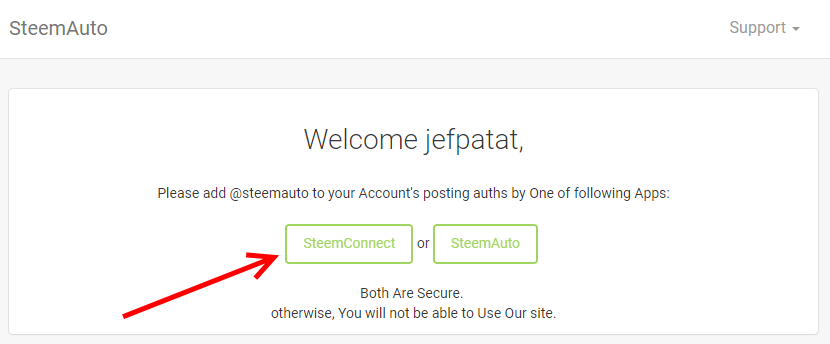 SteemAuto
Support
Welcome jefpatat,
Please add @steemauto to your Account's posting auths by One of following Apps:
SteemConnect or SteemAuto
Both Are Secure.
otherwise, You will not be able to Use Our site.